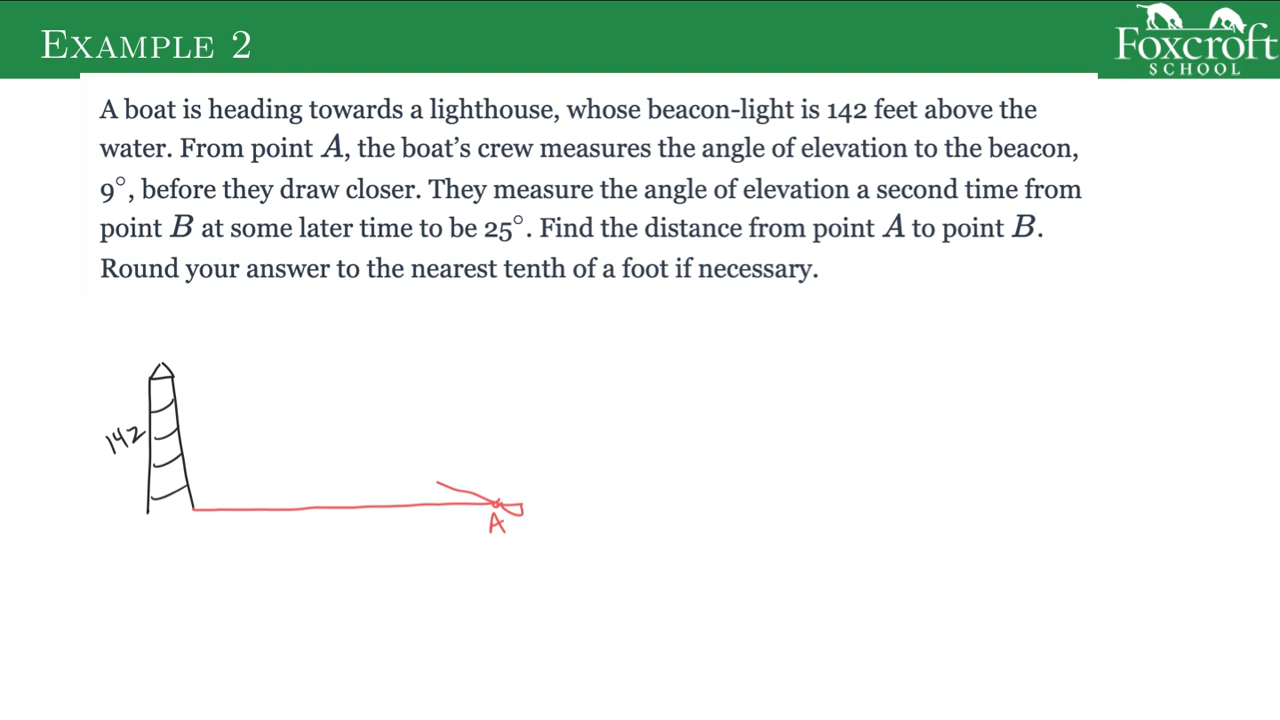 EXAMPLE 2
Foxcroft
SCHOOL
A boat is heading towards a lighthouse, whose beacon-light is 142 feet above the
water. From point A, the boat’s crew measures the angle of elevation to the beacon,
9°, before they draw closer. They measure the angle of elevation a second time from
point B at some later time to be 25°. Find the distance from point A to point B.
Round your answer to the nearest tenth of a foot if necessary.
142
A